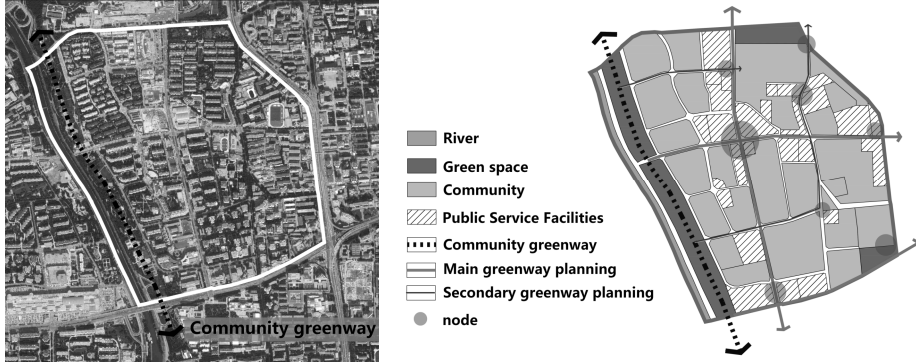 Community greenway
River
Green space
Community
Public Service Facilities
Community greenway
Main greenway planning
Secondary greenway planning
node